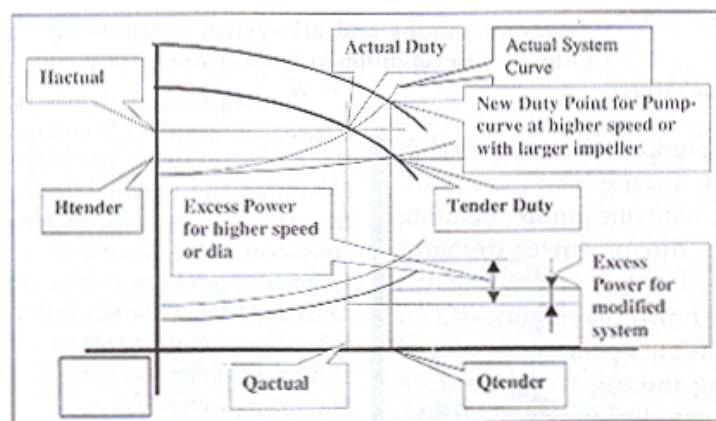 Actual Duty
Actual System
Curve
Hactual
New Duty Point for Pump-
curve at higher speed or
with larger impeller
Htender
Excess Power
for higher speed
or dia
Tender Duty
Excess
Power for
modified
system
Qactual
Qtender